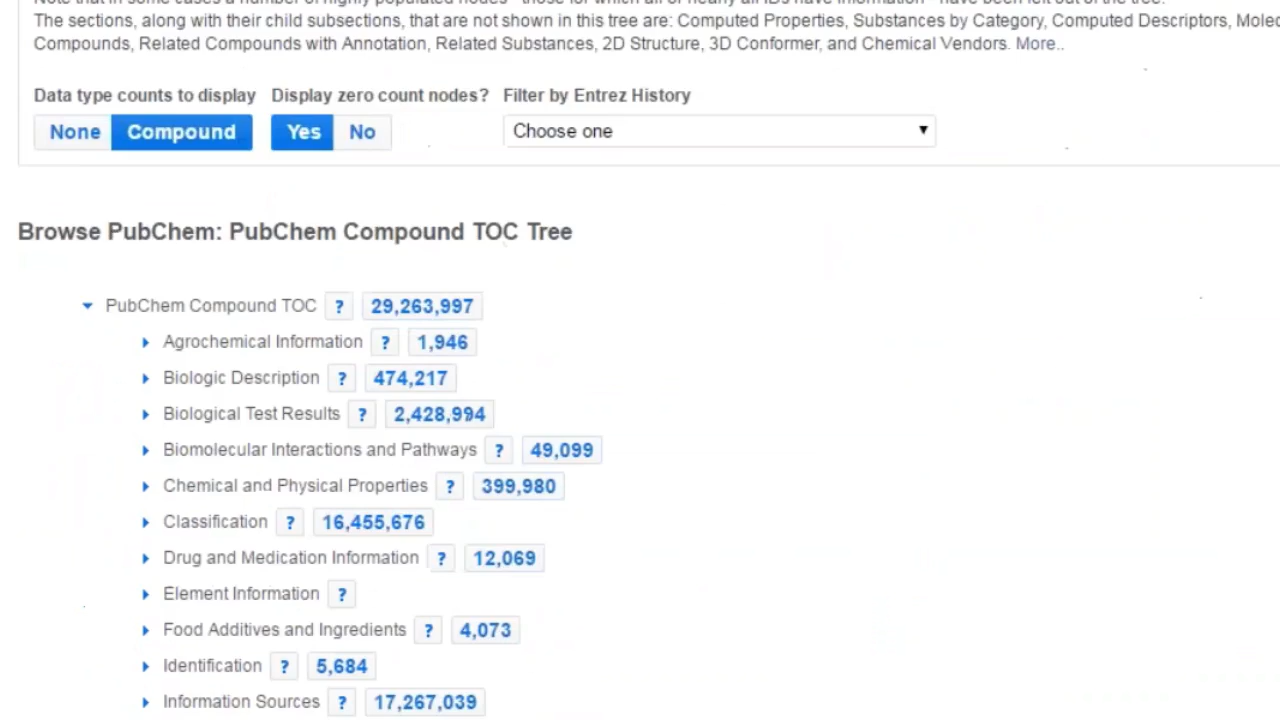 The sections, along with their child subsections, that are not shown in this tree are: Computed Properties, Substances by Category, Computed Descriptors,
Compounds, Related Compounds with Annotation, Related Substances, 2D Structure, 3D Conformer, and Chemical Vendors. More..
Data type counts to display Display zero count nodes? Filter by Entrez History
None Compound Yes No Choose one
Browse PubChem: PubChem Compound TOC Tree
PubChem Compound TOC ? 29,263,997
Agrochemical Information ? 1,946
Biologic Description ? 474,217
Biological Test Results ? 2,428,994
Biomolecular Interactions and Pathways ? 49,099
Chemical and Physical Properties ? 399,980
Classification ? 16,455,676
Drug and Medication Information ? 12,069
Element Information ?
Food Additives and Ingredients ? 4,073
Identification ? 5,684
Information Sources ? 17,267,039